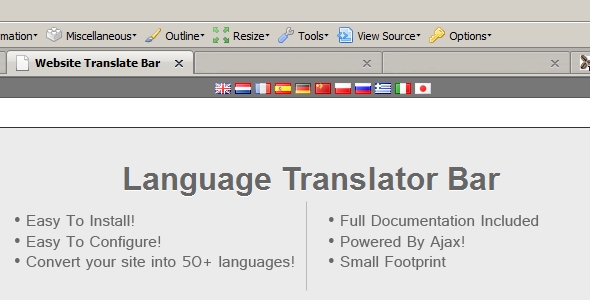 mation Miscellaneous Outline Resize Tools View Source Options
Website Translate Bar
Language Translator Bar
• Easy To Install!
• Easy To Configure!
• Convert your site into 50+ languages!
• Full Documentation Included
• Powered By Ajax!
• Small Footprint